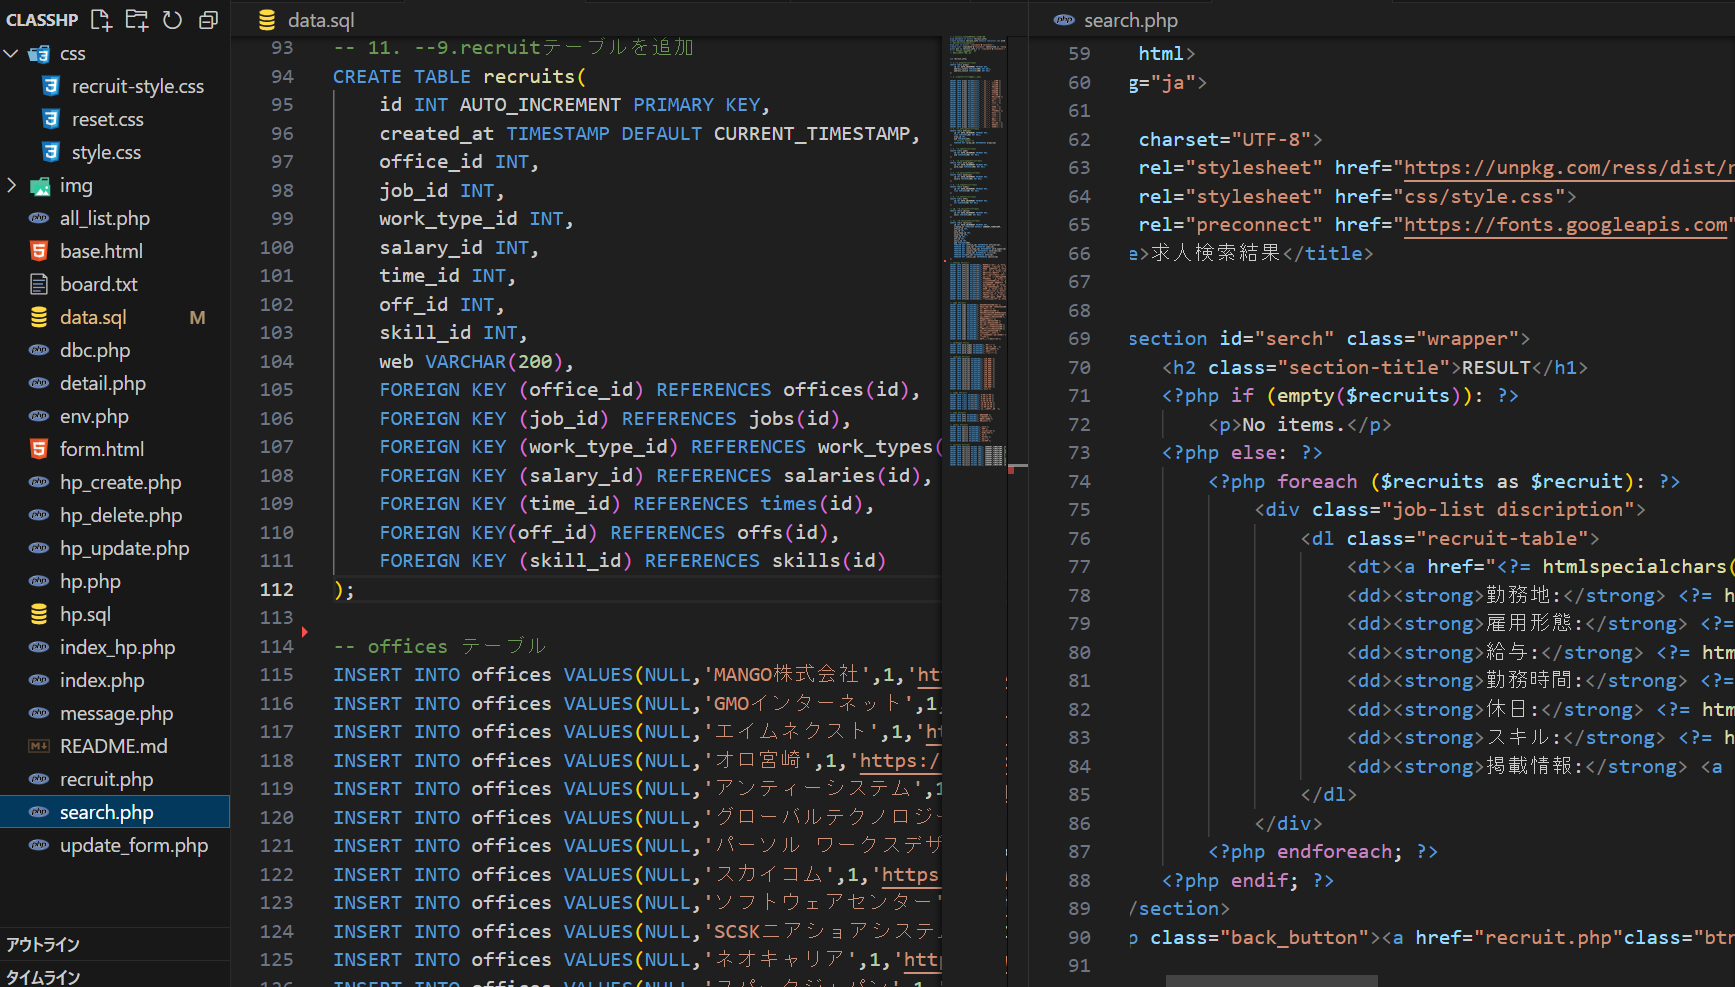 CLASSHP
css
recruit-style.css
reset.css
style.css
img
all_list.php
base.html
board.txt
data.sql M
dbc.php
detail.php
env.php
form.html
hp_create.php
hp_delete.php
hp_update.php
hp.php
hp.sql
index_hp.php
index.php
message.php
README.md
recruit.php
search.php
update_form.php
アウトライン
タイムライン
data.sql
93 -- 11. --9.recruitテーブルを追加
94 CREATE TABLE recruits(
95 id INT AUTO_INCREMENT PRIMARY KEY,
96 created_at TIMESTAMP DEFAULT CURRENT_TIMESTAMP,
97 office_id INT,
98 job_id INT,
99 work_type_id INT,
100 salary_id INT,
101 time_id INT,
102 off_id INT,
103 skill_id INT,
104 web VARCHAR(200),
105 FOREIGN KEY (office_id) REFERENCES offices(id),
106 FOREIGN KEY (job_id) REFERENCES jobs(id),
107 FOREIGN KEY (work_type_id) REFERENCES work_types(
108 FOREIGN KEY (salary_id) REFERENCES salaries(id),
109 FOREIGN KEY (time_id) REFERENCES times(id),
110 FOREIGN KEY(off_id) REFERENCES offs(id),
111 FOREIGN KEY (skill_id) REFERENCES skills(id)
112 );
113
114 -- offices テーブル
115 INSERT INTO offices VALUES(NULL,'MANGO株式会社',1,'ht
116 INSERT INTO offices VALUES(NULL,'GMOインターネット',1
117 INSERT INTO offices VALUES(NULL,'エイムネクスト',1,'h
118 INSERT INTO offices VALUES(NULL,'オロ宮崎',1,'https:/
119 INSERT INTO offices VALUES(NULL,'アンティーシステム',1
120 INSERT INTO offices VALUES(NULL,'グローバルテクノロジー
121 INSERT INTO offices VALUES(NULL,'パーソル ワークスデザ
122 INSERT INTO offices VALUES(NULL,'スカイコム',1,'https
123 INSERT INTO offices VALUES(NULL,'ソフトウェアセンター'
124 INSERT INTO offices VALUES(NULL,'SCSKニアショアシステム
125 INSERT INTO offices VALUES(NULL,'ネオキャリア',1,'htt
search.php
59 html>
60 g="ja">
61
62 charset="UTF-8">
63 rel="stylesheet" href="https://unpkg.com/ress/dist/r
64 rel="stylesheet" href="css/style.css">
65 rel="preconnect" href="https://fonts.googleapis.com"
66 e>求人検索結果</title>
67
68
69 section id="serch" class="wrapper">
70 <h2 class="section-title">RESULT</h1>
71 <?php if (empty($recruits)): ?>
72 <p>No items.</p>
73 <?php else: ?>
74 <?php foreach ($recruits as $recruit): ?>
75 <div class="job-list discription">
76 <dl class="recruit-table">
77 <dt><a href="<?= htmlspecialchars(
78 <dd><strong>勤務地:</strong> <?= h
79 <dd><strong>雇用形態:</strong> <?=
80 <dd><strong>給与:</strong> <?= htm
81 <dd><strong>勤務時間:</strong> <?=
82 <dd><strong>休日:</strong> <?= htm
83 <dd><strong>スキル:</strong> <?= h
84 <dd><strong>掲載情報:</strong> <a
85 </dl>
86 </div>
87 <?php endforeach; ?>
88 <?php endif; ?>
89 /section>
90 p class="back_button"><a href="recruit.php"class="btn
91